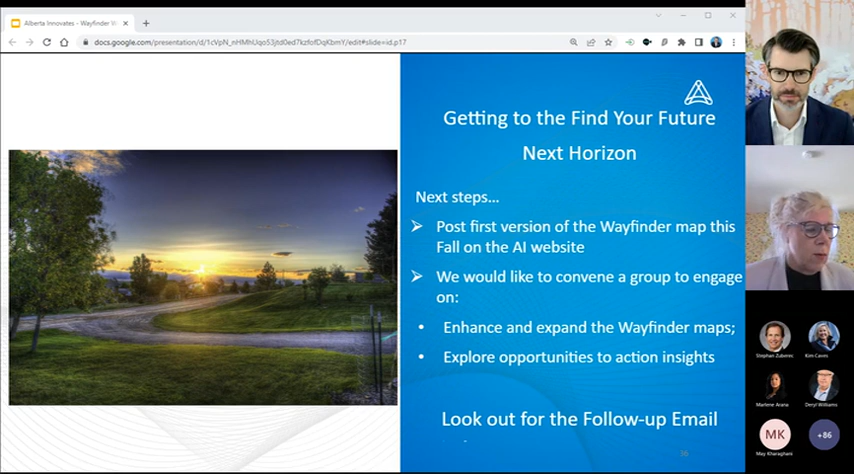 Alberta Innovates - Wayfinder W
docs.google.com/presentation/d/1cVpN_nHMhUqo53jtd0ed7kzfofDqKbmY/edit#slide=id.p17
Getting to the Find Your Future
Next Horizon
Next steps...
➢ Post first version of the Wayfinder map this
Fall on the AI website
➢ We would like to convene a group to engage
on:
• Enhance and expand the Wayfinder maps;
• Explore opportunities to action insights
Look out for the Follow-up Email
36
Stephan Zuberec
Kim Caves
Marlene Arana
Deryl Williams
MK
+86
May Kharaghani